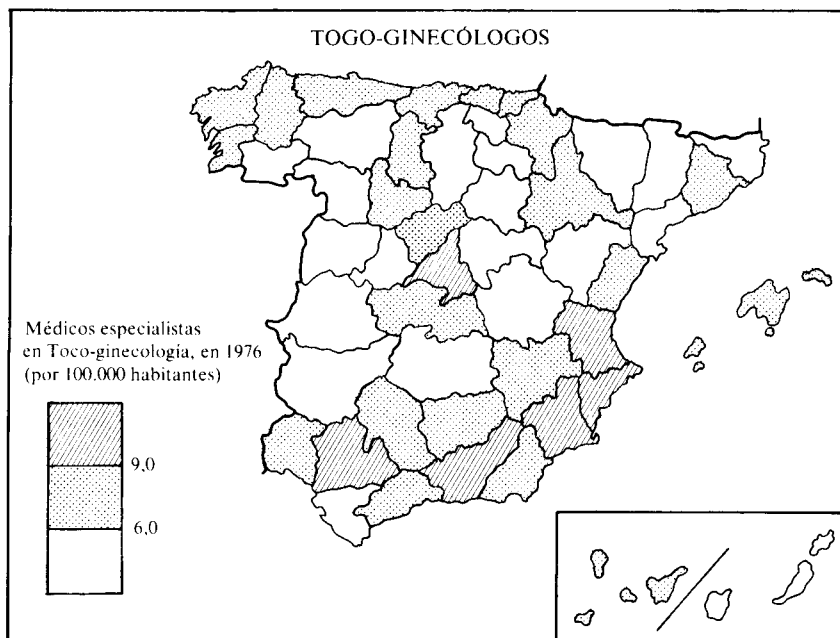 TOGO-GINECÓLOGOS
Médicos especialistas
en Toco-ginecología, en 1976
(por 100.000 habitantes)
9,0
6,0